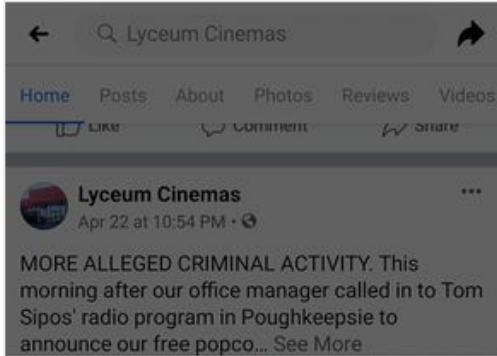 Lyceum Cinemas
Home Posts About Photos Reviews Videos
Like Comment Share
Lyceum Cinemas
Apr 22 at 10:54 PM •
MORE ALLEGED CRIMINAL ACTIVITY. This
morning after our office manager called in to Tom
Sipos' radio program in Poughkeepsie to
announce our free popco... See More